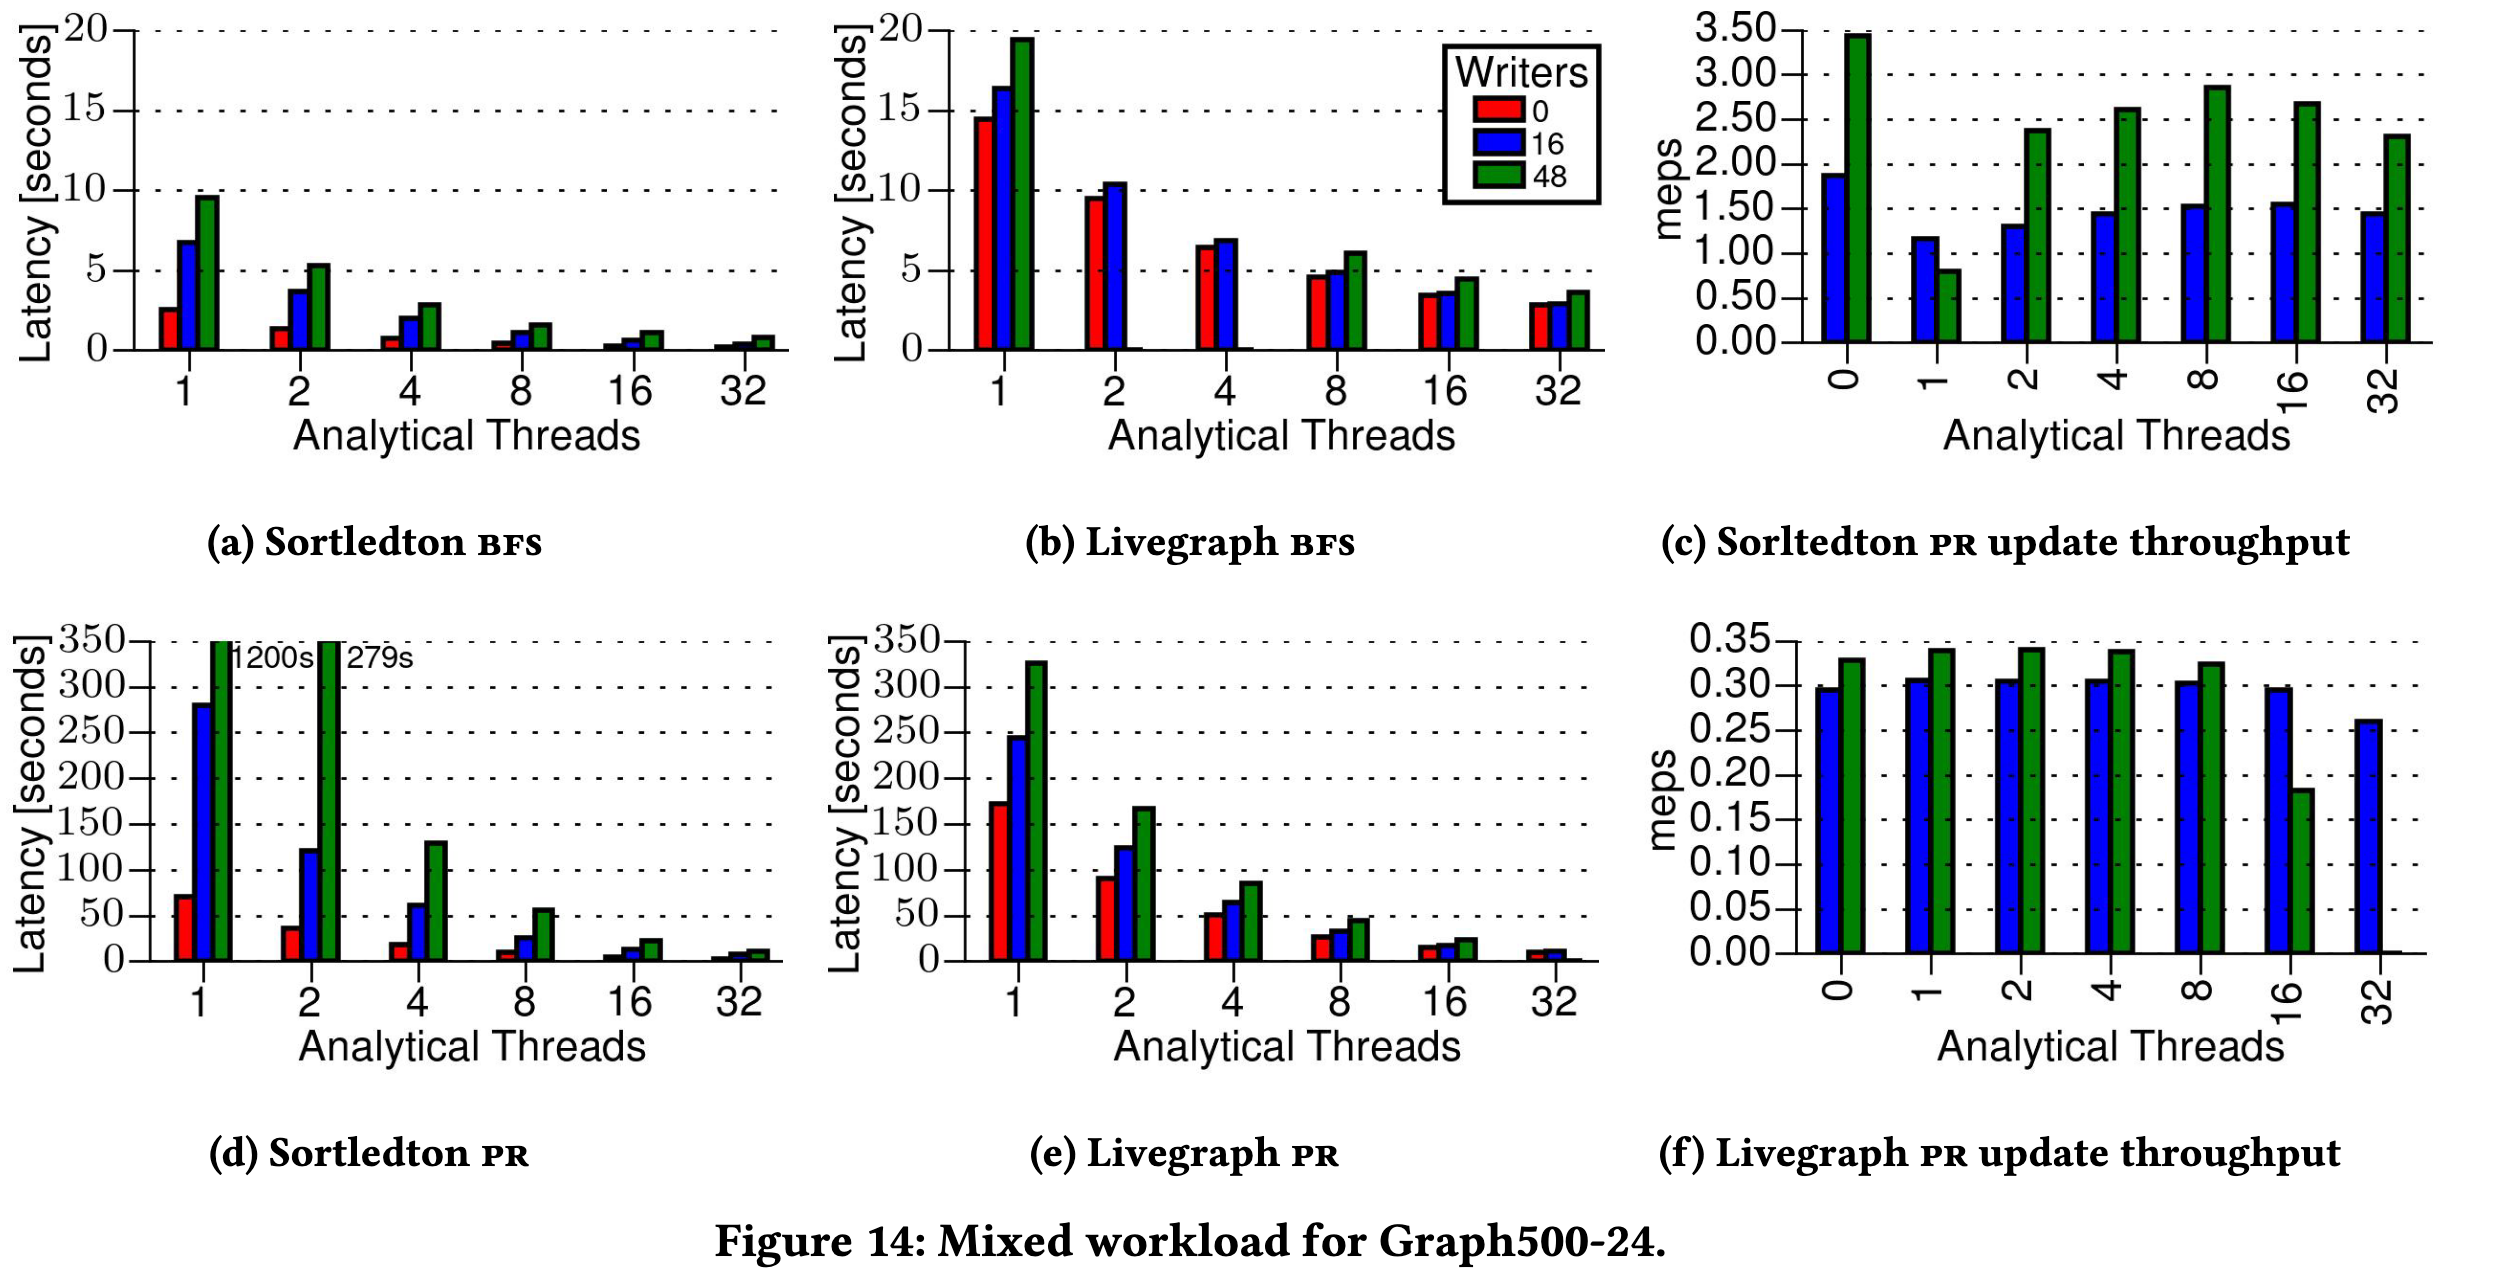 Latency [seconds]
20
15
10
5
0
1 2 4 8 16 32
Analytical Threads
(a) Sortledton BFS
Latency [seconds]
20
15
10
5
0
Writers
0
16
48
1 2 4 8 16 32
Analytical Threads
(b) Livegraph BFS
meps
3.50
3.00
2.50
2.00
1.50
1.00
0.50
0.00
0 1 2 4 8 16 32
Analytical Threads
(c) Sorltedton PR update throughput
Latency [seconds]
350
300
250
200
150
100
50
0
1200s 279s
1 2 4 8 16 32
Analytical Threads
(d) Sortledton PR
Latency [seconds]
350
300
250
200
150
100
50
0
1 2 4 8 16 32
Analytical Threads
(e) Livegraph PR
meps
0.35
0.30
0.25
0.20
0.15
0.10
0.05
0.00
0 1 2 4 8 16 32
Analytical Threads
(f) Livegraph PR update throughput
Figure 14: Mixed workload for Graph500-24.